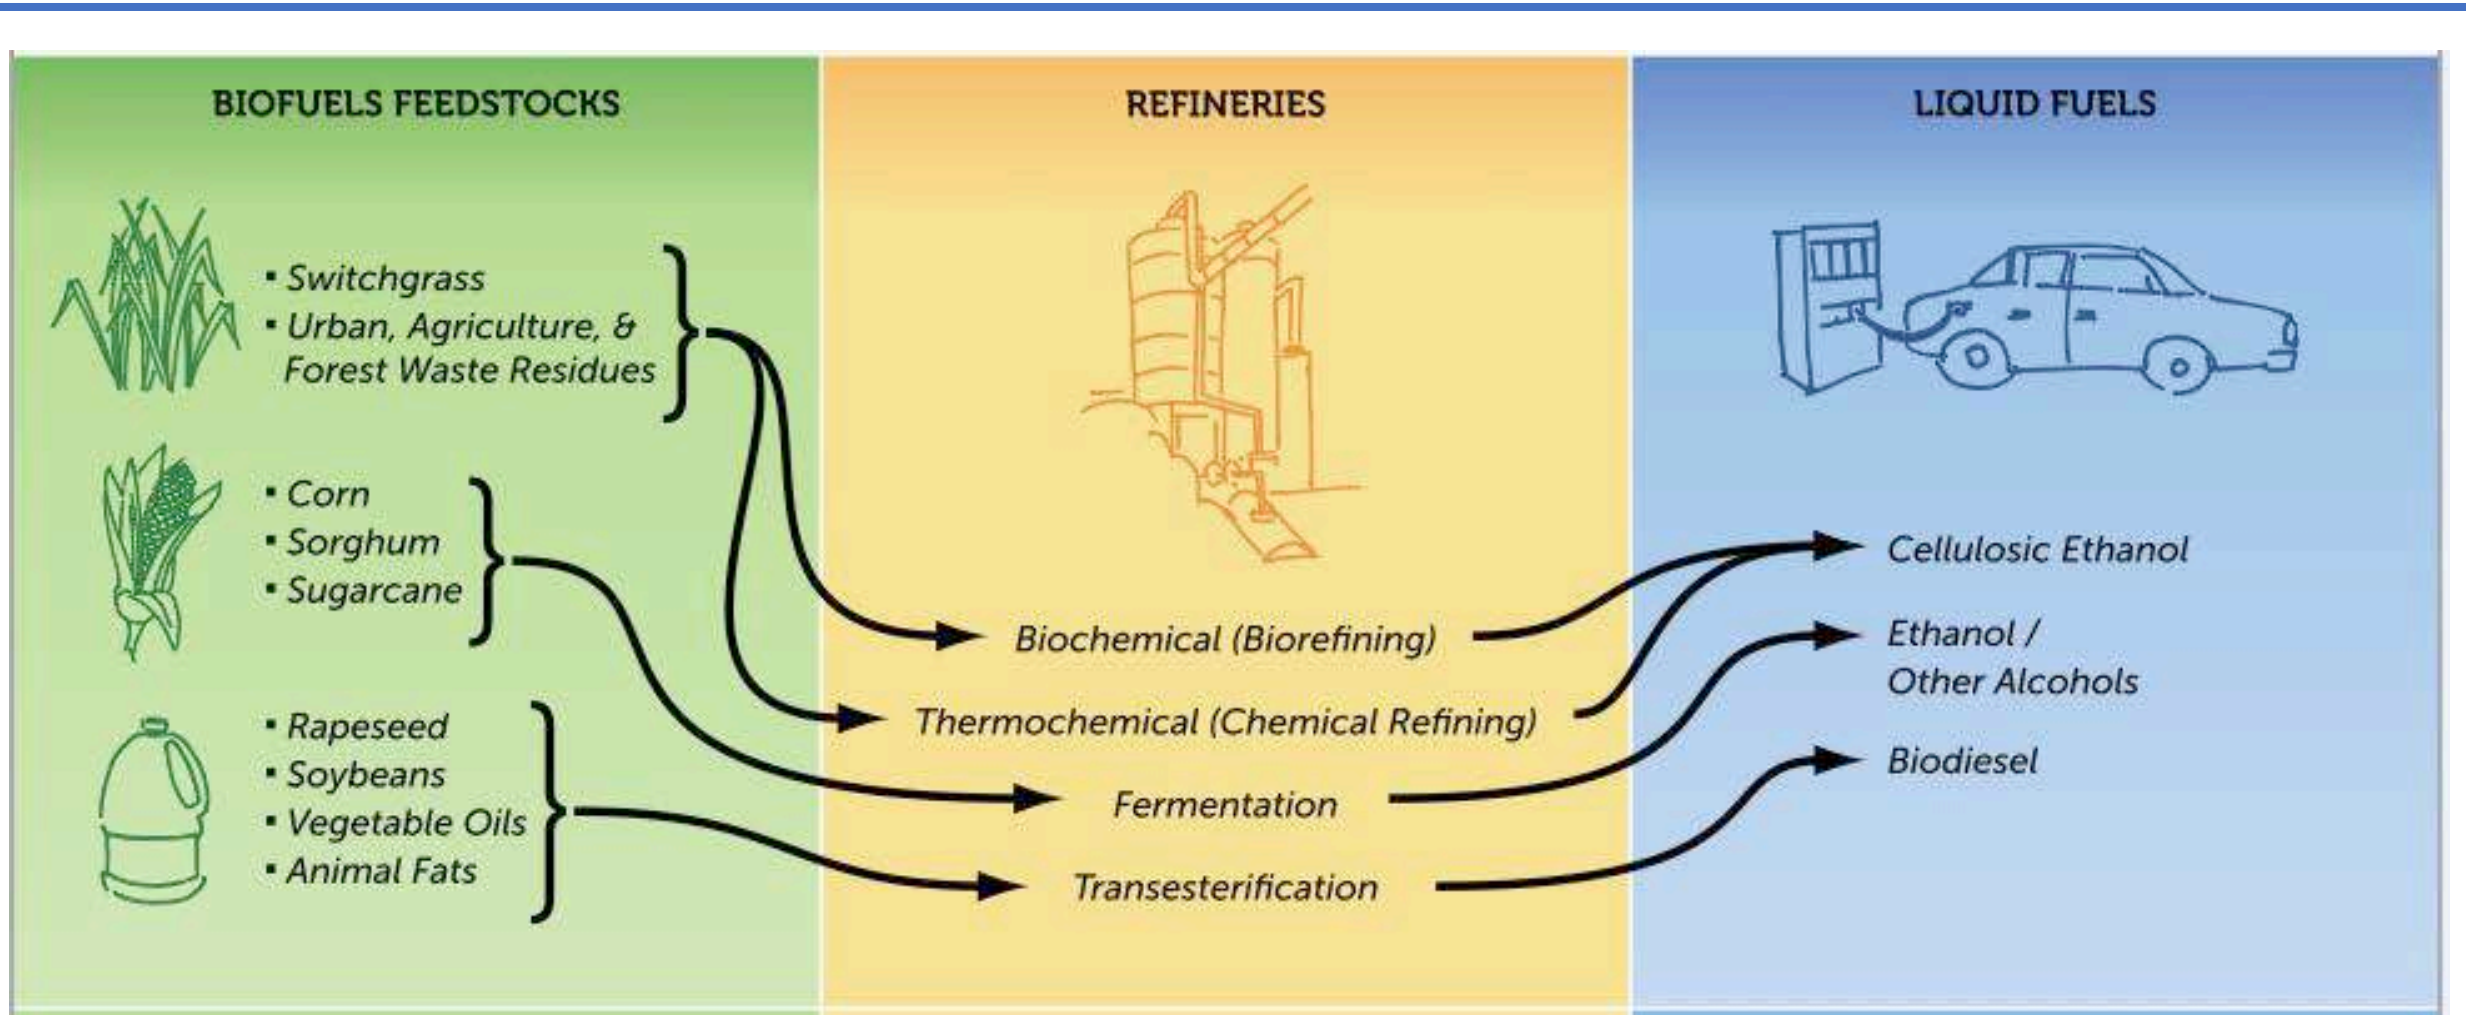 BIOFUELS FEEDSTOCKS
▪ Switchgrass
▪ Urban, Agriculture, &
Forest Waste Residues
▪ Corn
▪ Sorghum
▪ Sugarcane
▪ Rapeseed
▪ Soybeans
▪ Vegetable Oils
▪ Animal Fats
REFINERIES
Biochemical (Biorefining)
Thermochemical (Chemical Refining)
Fermentation
Transesterification
LIQUID FUELS
Cellulosic Ethanol
Ethanol /
Other Alcohols
Biodiesel